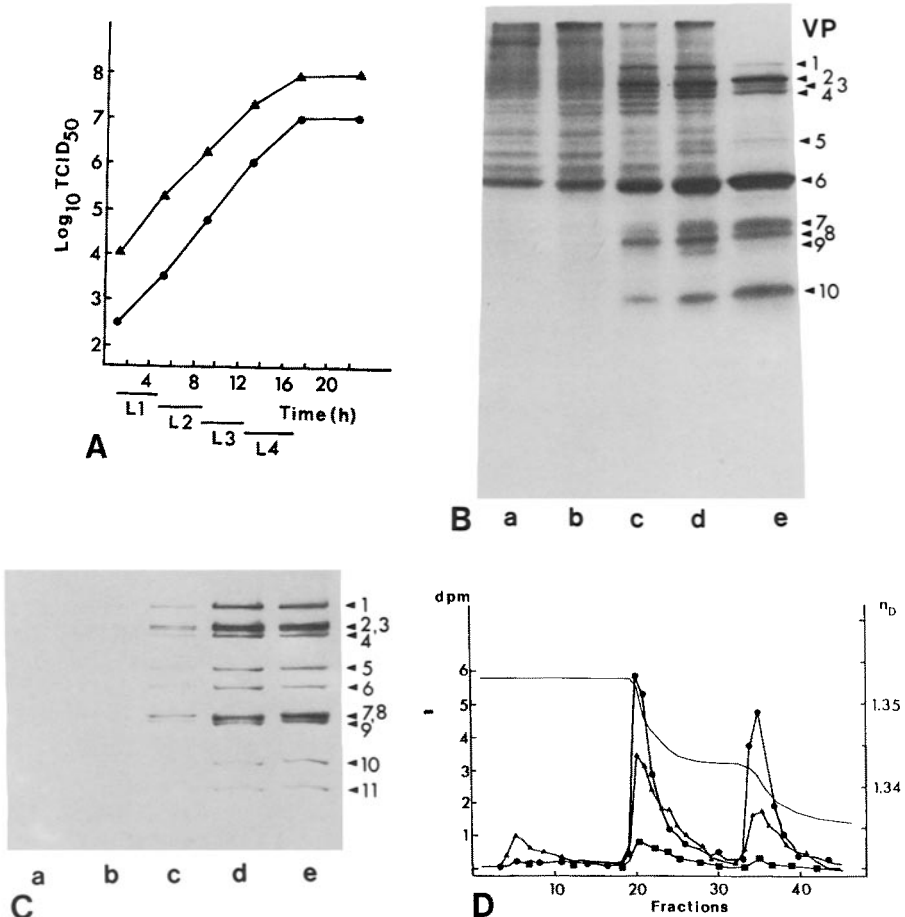 8
7
6
5
4
3
2
Log10 TCID50
4 8 12 16 20
Time (h)
L1
L2
L3
L4
A
VP
1
2
3
4
5
6
7
8
9
10
B
a b c d e
1
2,3
4
5
6
7,8
9
10
11
a b c d e
C
dpm
nD
6
5
4
3
2
1
1.35
1.34
10 20 30 40
Fractions
D